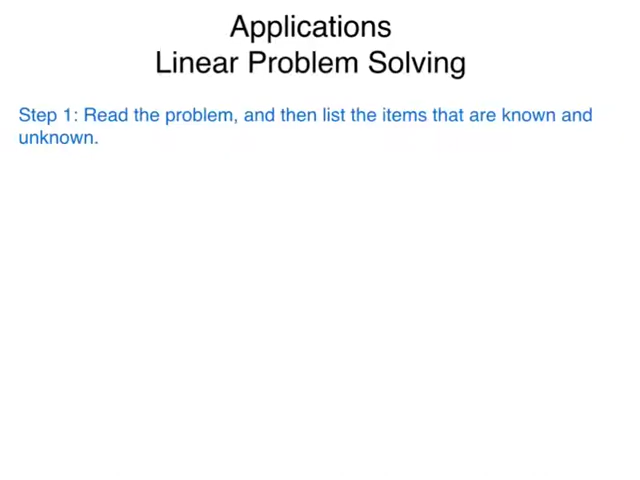 Applications
Linear Problem Solving
Step 1: Read the problem, and then list the items that are known and
unknown.